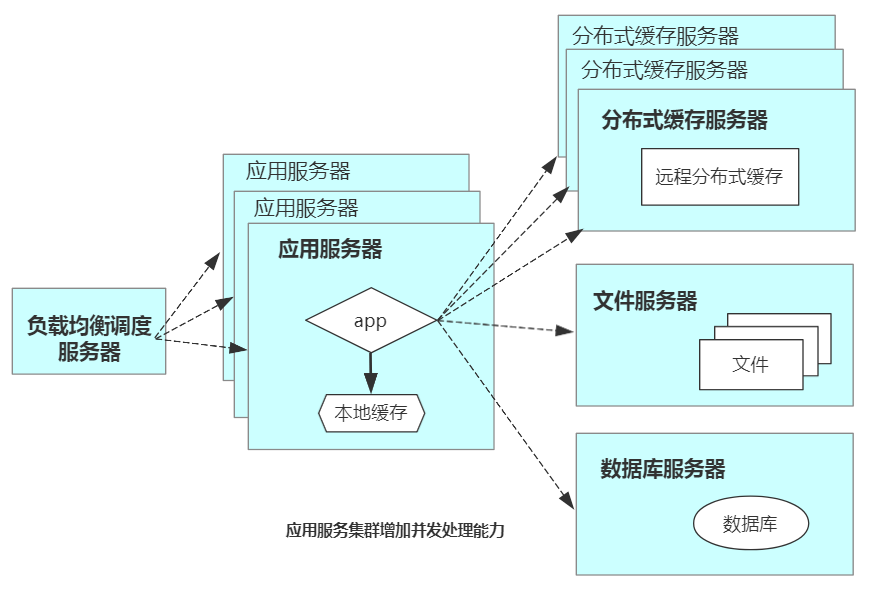 负载均衡调度
服务器
应用服务器
应用服务器
应用服务器
app
本地缓存
分布式缓存服务器
分布式缓存服务器
分布式缓存服务器
远程分布式缓存
文件服务器
文件
数据库服务器
数据库
应用服务集群增加并发处理能力